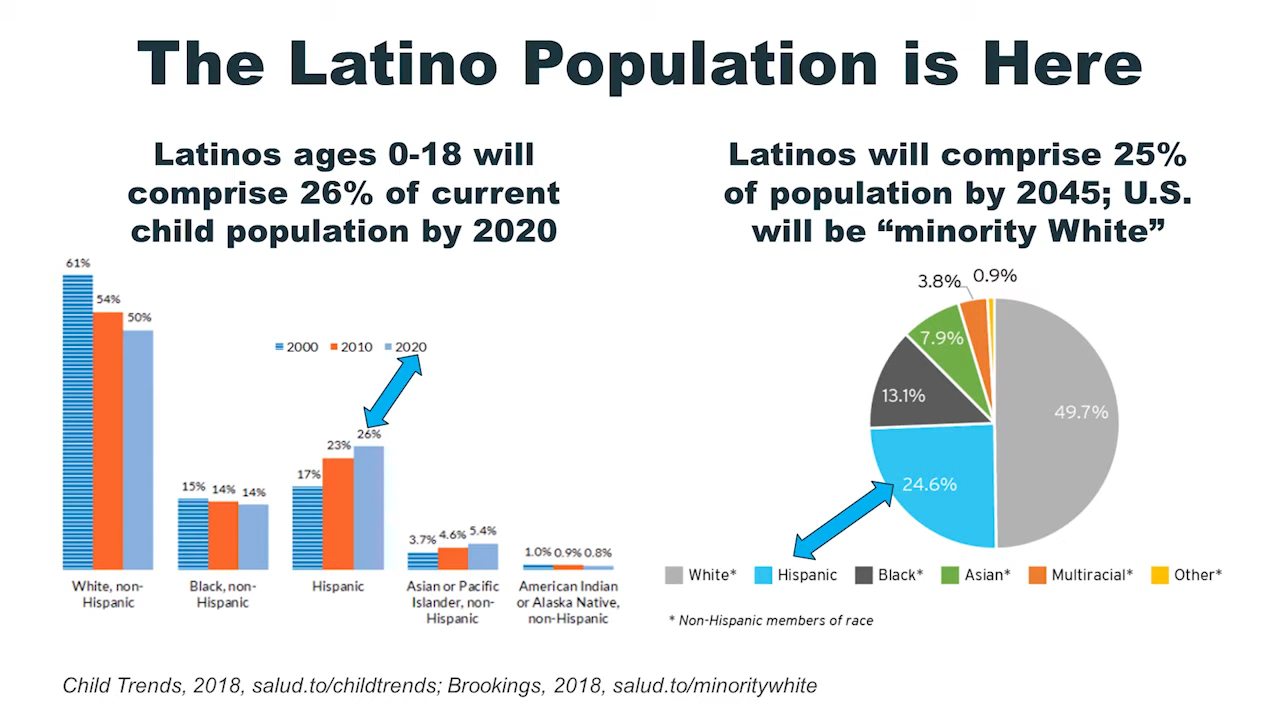 The Latino Population is Here
Latinos ages 0-18 will
comprise 26% of current
child population by 2020
61%
54%
50%
2000 2010 2020
15% 14% 14%
17%
23%
26%
3.7% 4.6% 5.4%
1.0% 0.9% 0.8%
White, non-
Hispanic
Black, non-
Hispanic
Hispanic
Asian or Pacific
Islander, non-
Hispanic
American Indian
or Alaska Native,
non-Hispanic
Latinos will comprise 25%
of population by 2045; U.S.
will be “minority White”
3.8% 0.9%
7.9%
13.1%
49.7%
24.6%
White* Hispanic Black* Asian* Multiracial* Other*
* Non-Hispanic members of race
Child Trends, 2018, salud.to/childtrends; Brookings, 2018, salud.to/minoritywhite